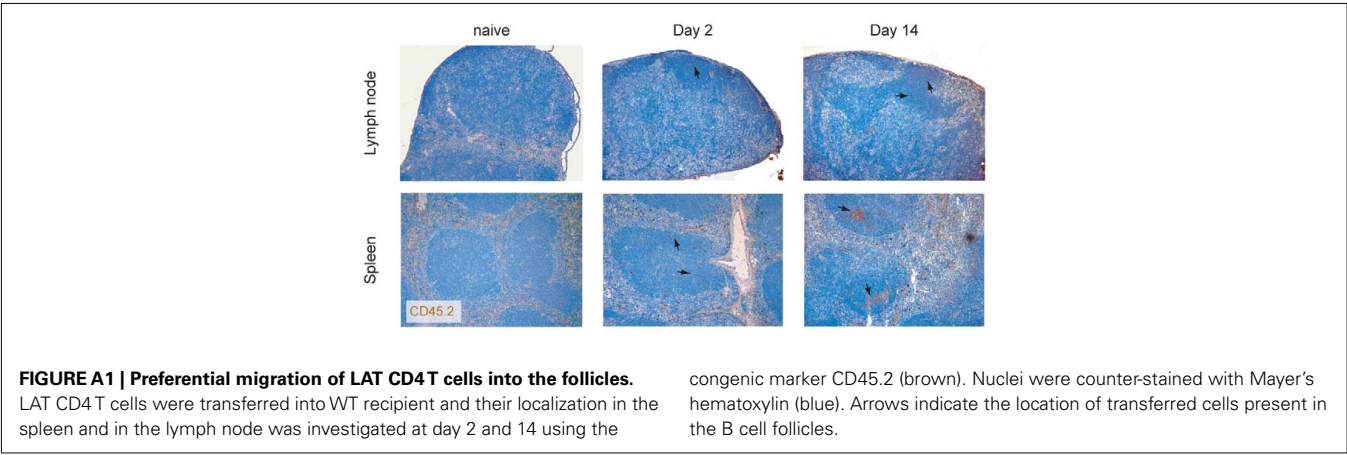 naive
Day 2
Day 14
Lymph node
Spleen
CD45.2
FIGURE A1 | Preferential migration of LAT CD4 T cells into the follicles.
LAT CD4 T cells were transferred into WT recipient and their localization in the
spleen and in the lymph node was investigated at day 2 and 14 using the
congenic marker CD45.2 (brown). Nuclei were counter-stained with Mayer’s
hematoxylin (blue). Arrows indicate the location of transferred cells present in
the B cell follicles.